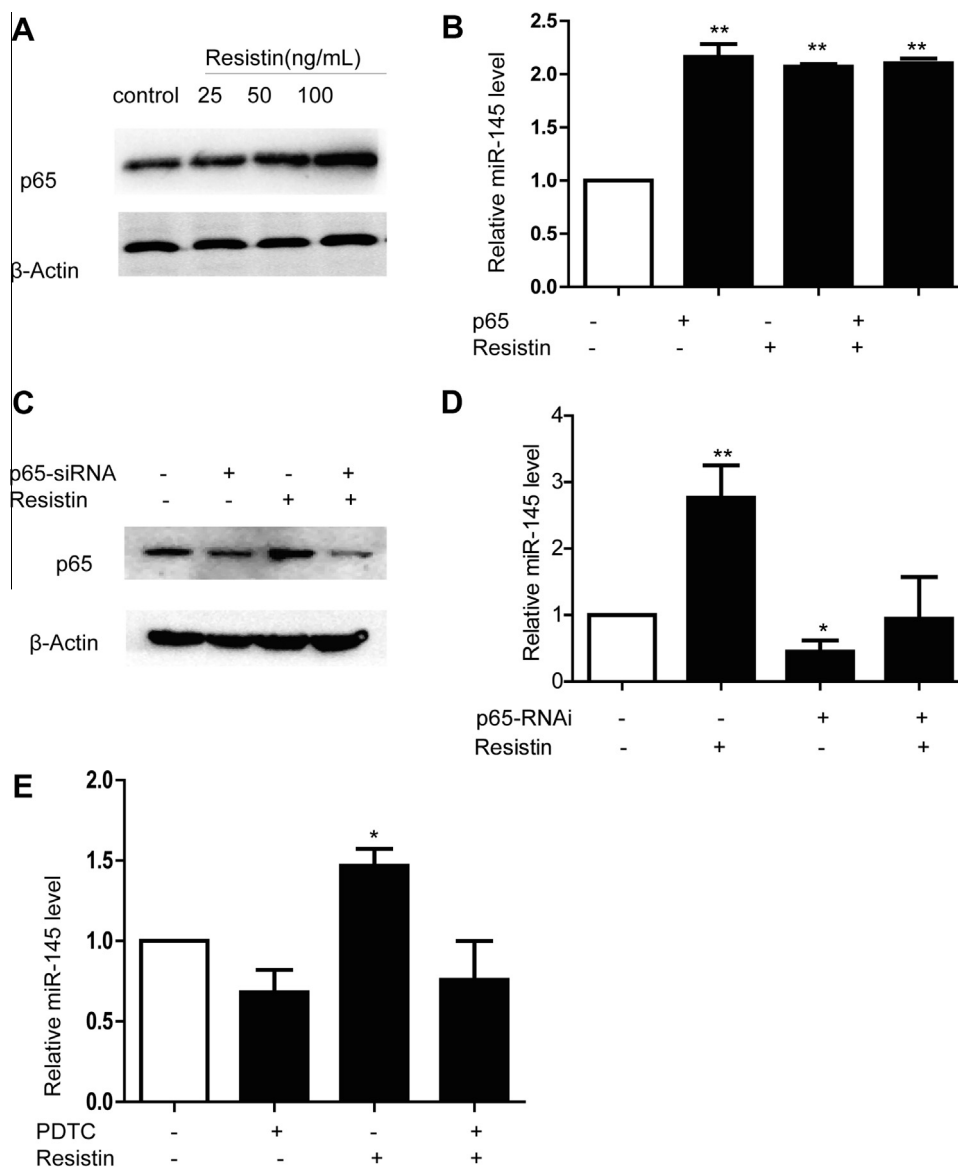 A
Resistin(ng/mL)
control 25 50 100
p65
β-Actin
B
Relative miR-145 level
2.5
2.0
1.5
1.0
0.5
0.0
** ** **
p65 - + - +
Resistin - - + +
C
p65-siRNA - + - +
Resistin - - + +
p65
β-Actin
D
Relative miR-145 level
4
3
2
1
0
** *
p65-RNAi - - + +
Resistin - + - +
E
Relative miR-145 level
2.0
1.5
1.0
0.5
0.0
*
PDTC - + - +
Resistin - - + +